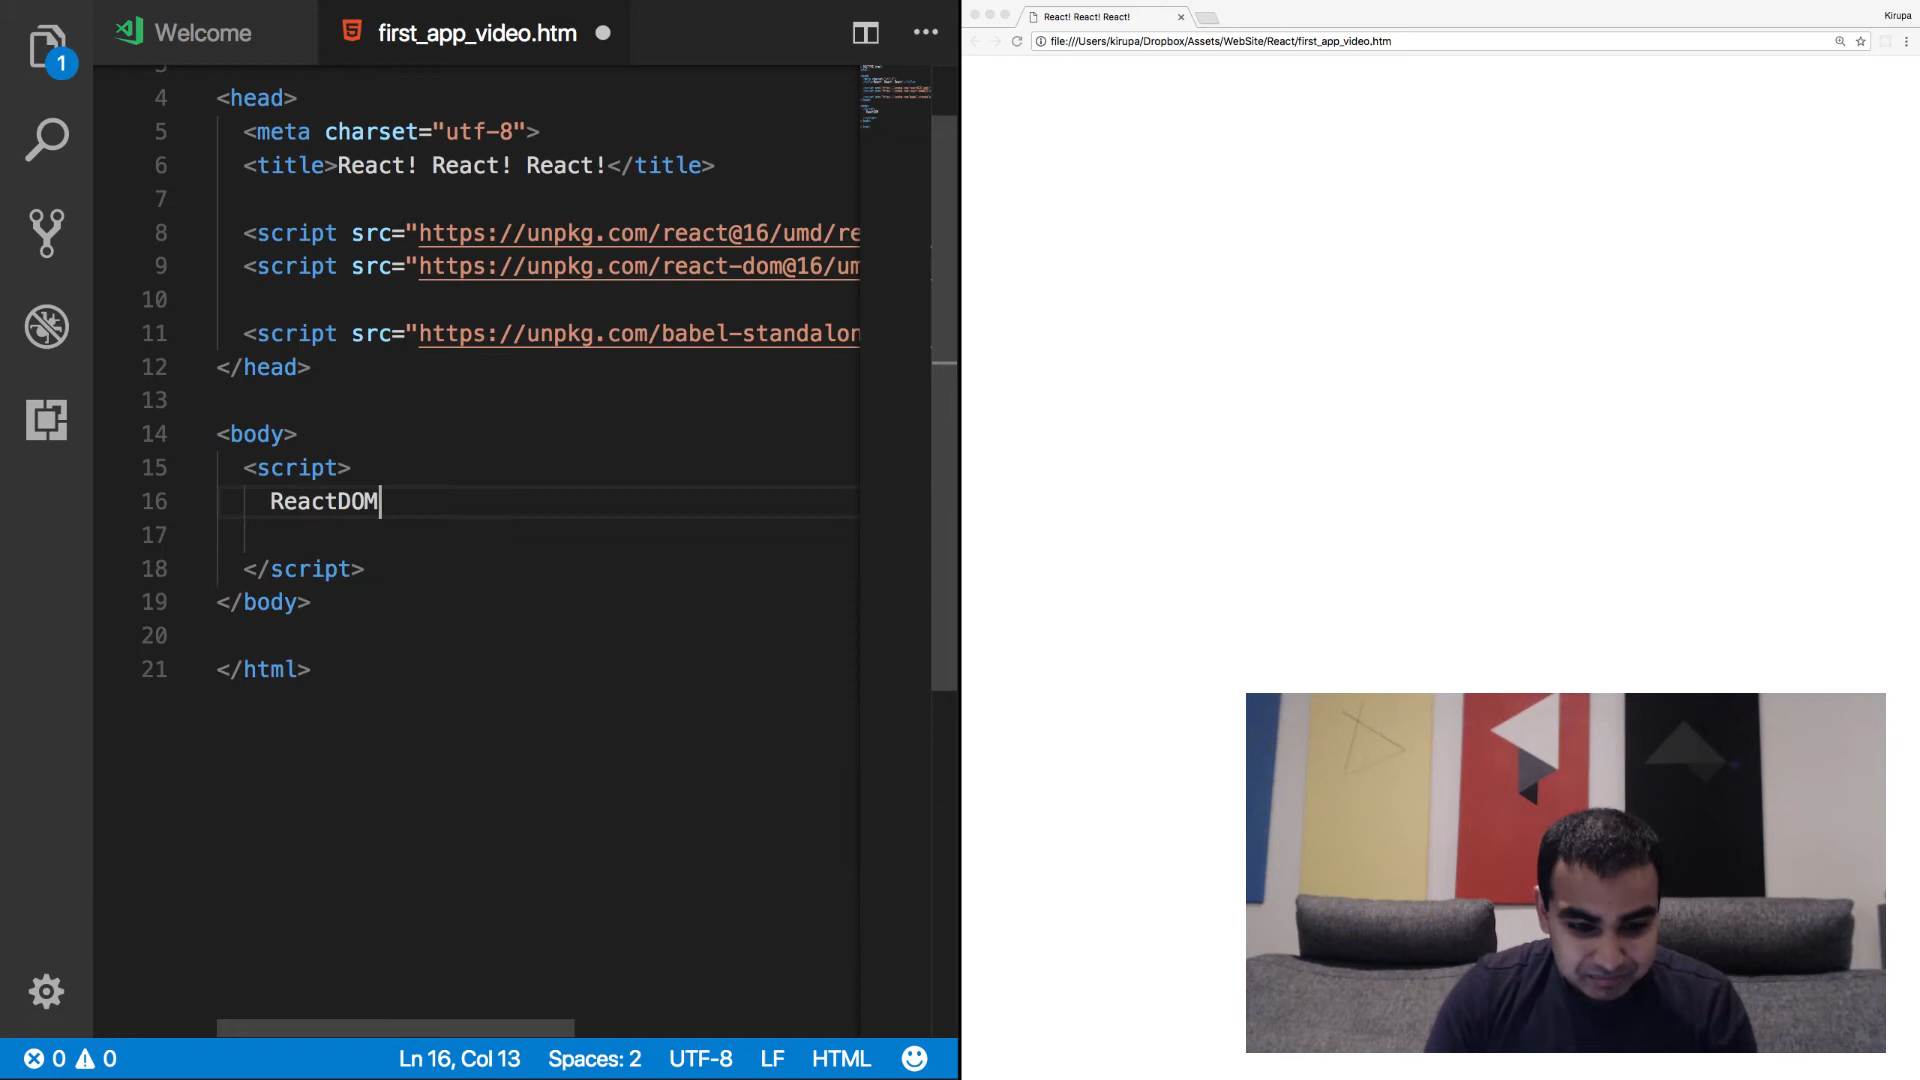 1
Welcome
first_app_video.htm
4 <head>
5 <meta charset="utf-8">
6 <title>React! React! React!</title>
7
8 <script src="https://unpkg.com/react@16/umd/re
9 <script src="https://unpkg.com/react-dom@16/um
10
11 <script src="https://unpkg.com/babel-standalon
12 </head>
13
14 <body>
15 <script>
16 ReactDOM
17
18 </script>
19 </body>
20
21 </html>
0 0 Ln 16, Col 13 Spaces: 2 UTF-8 LF HTML
React! React! React! Kirupa
file:///Users/kirupa/Dropbox/Assets/WebSite/React/first_app_video.htm